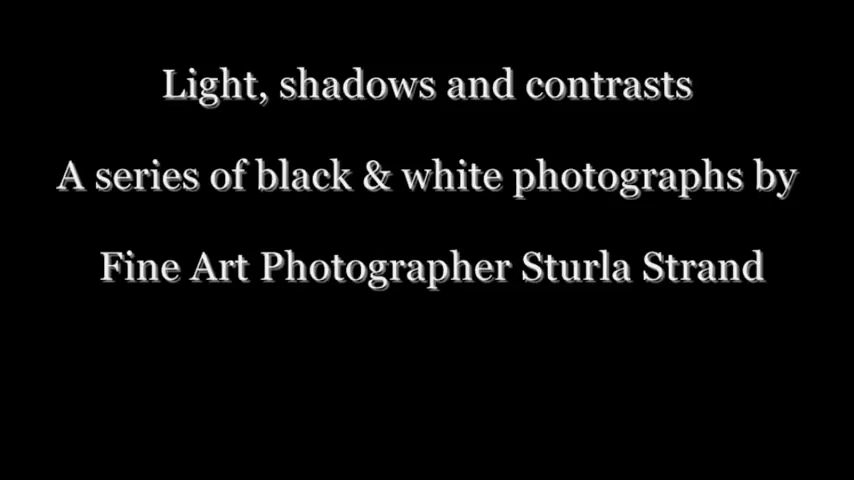 Light, shadows and contrasts
A series of black & white photographs by
Fine Art Photographer Sturla Strand